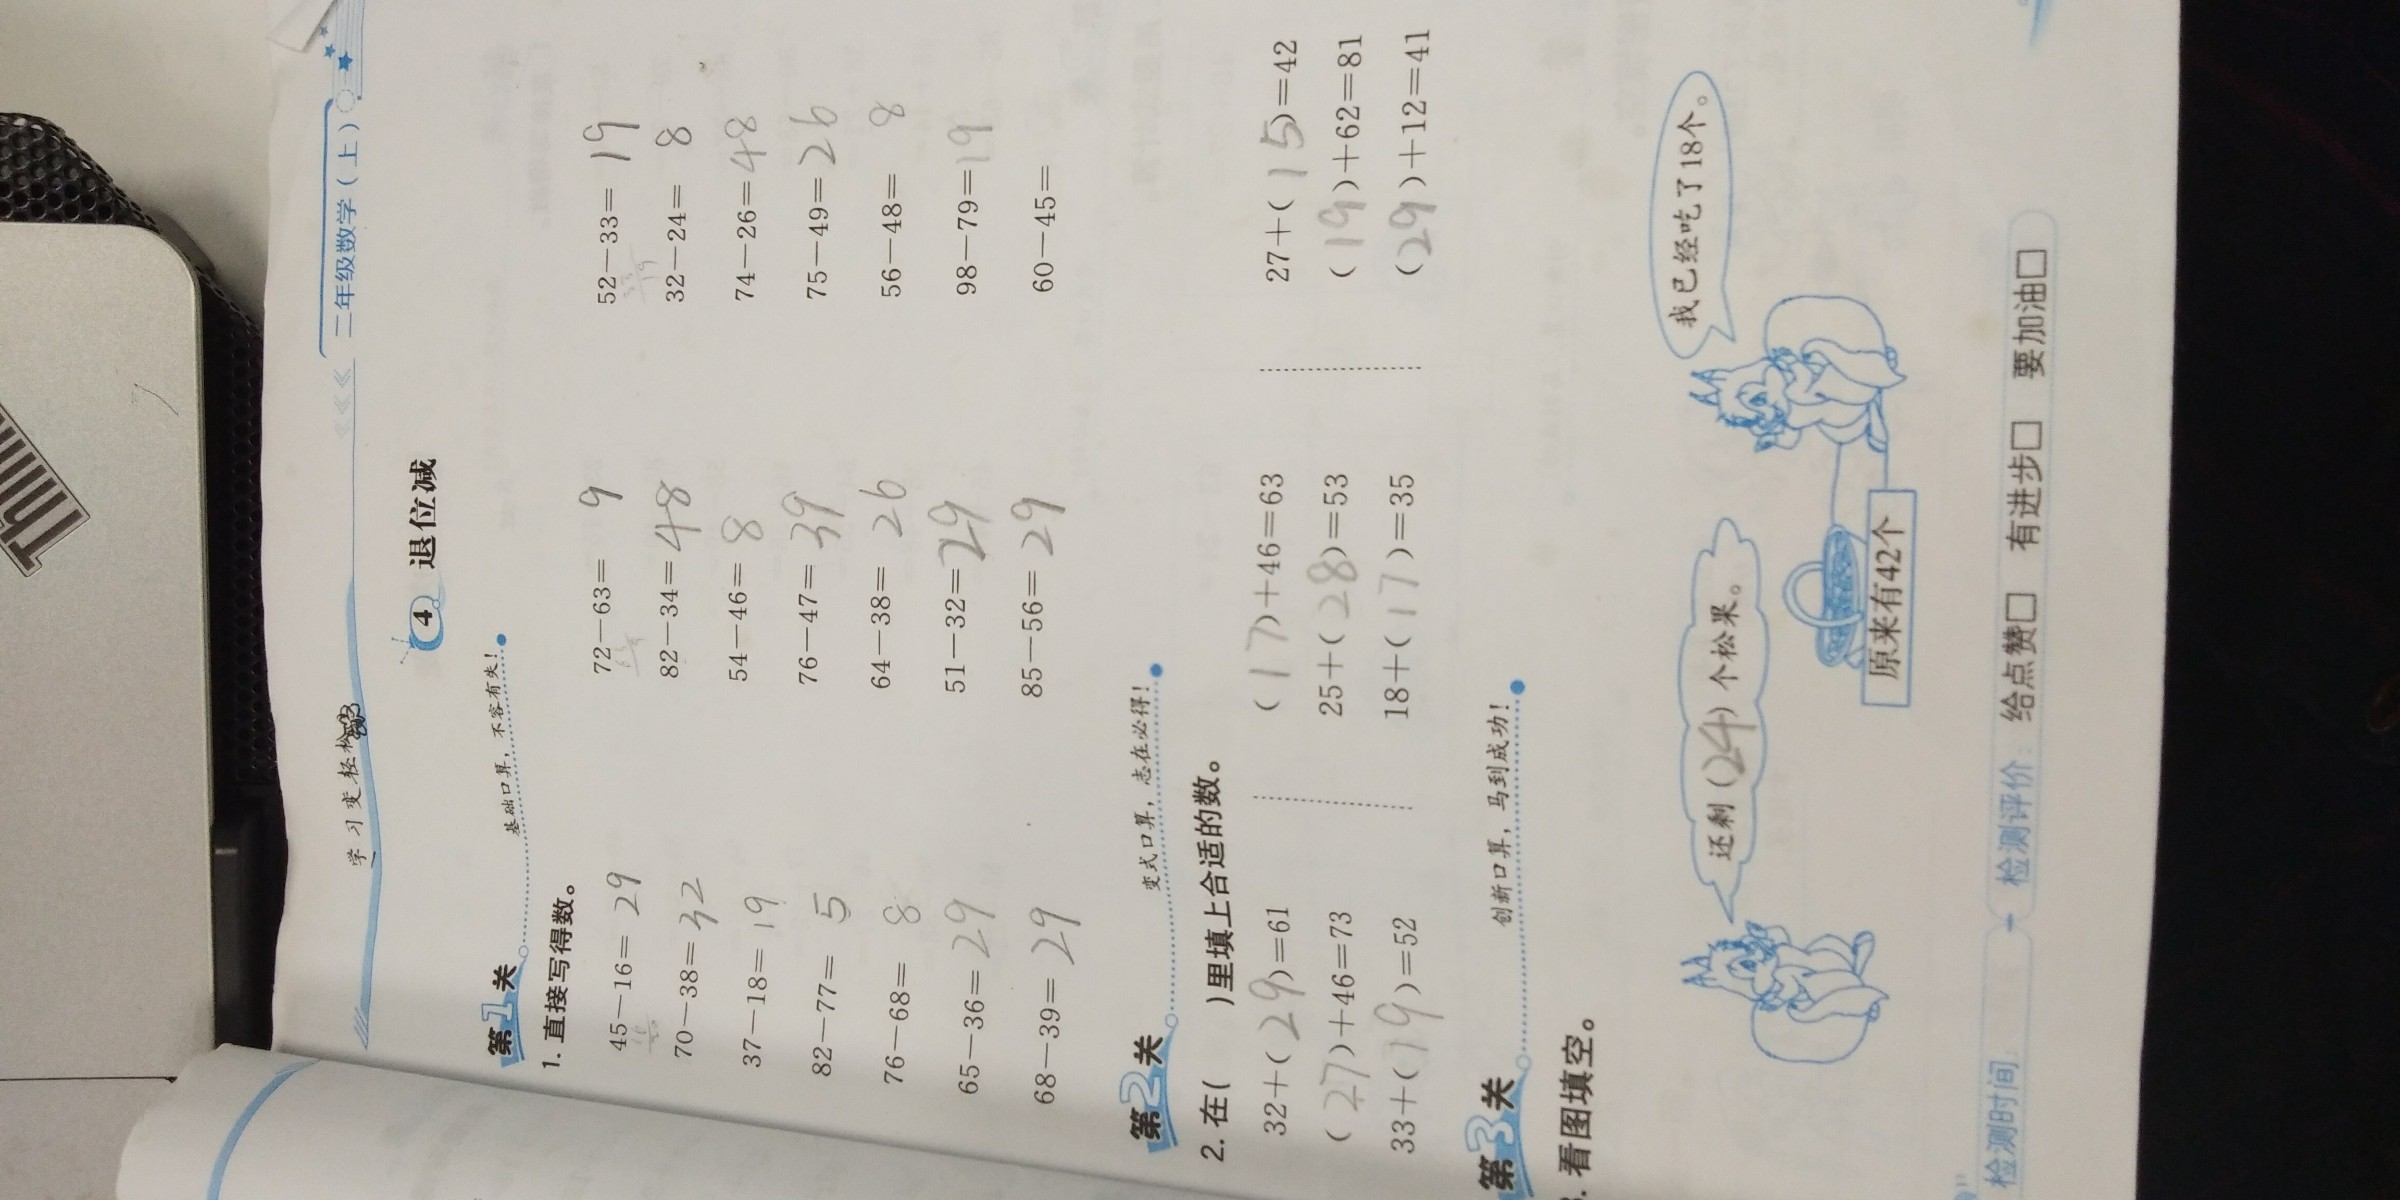 学习变轻松
二年级数学(上)
4 退位减
第1关 基础口算，不容有失！
1. 直接写得数。
45－16＝29 72－63＝9 52－33＝19
70－38＝32 82－34＝48 32－24＝8
37－18＝19 54－46＝8 74－26＝48
82－77＝5 76－47＝39 75－49＝26
76－68＝8 64－38＝26 56－48＝8
65－36＝29 51－32＝29 98－79＝19
68－39＝29 85－56＝29 60－45＝
第2关 变式口算，志在必得！
2. 在( )里填上合适的数。
32＋(29)＝61 (17)＋46＝63 27＋(15)＝42
(27)＋46＝73 25＋(28)＝53 (19)＋62＝81
33＋(19)＝52 18＋(17)＝35 (29)＋12＝41
第3关 创新口算，马到成功！
. 看图填空。
还剩(24)个松果。
我已经吃了18个。
原来有42个
检测时间： 检测评价：给点赞□ 有进步□ 要加油□
Thin